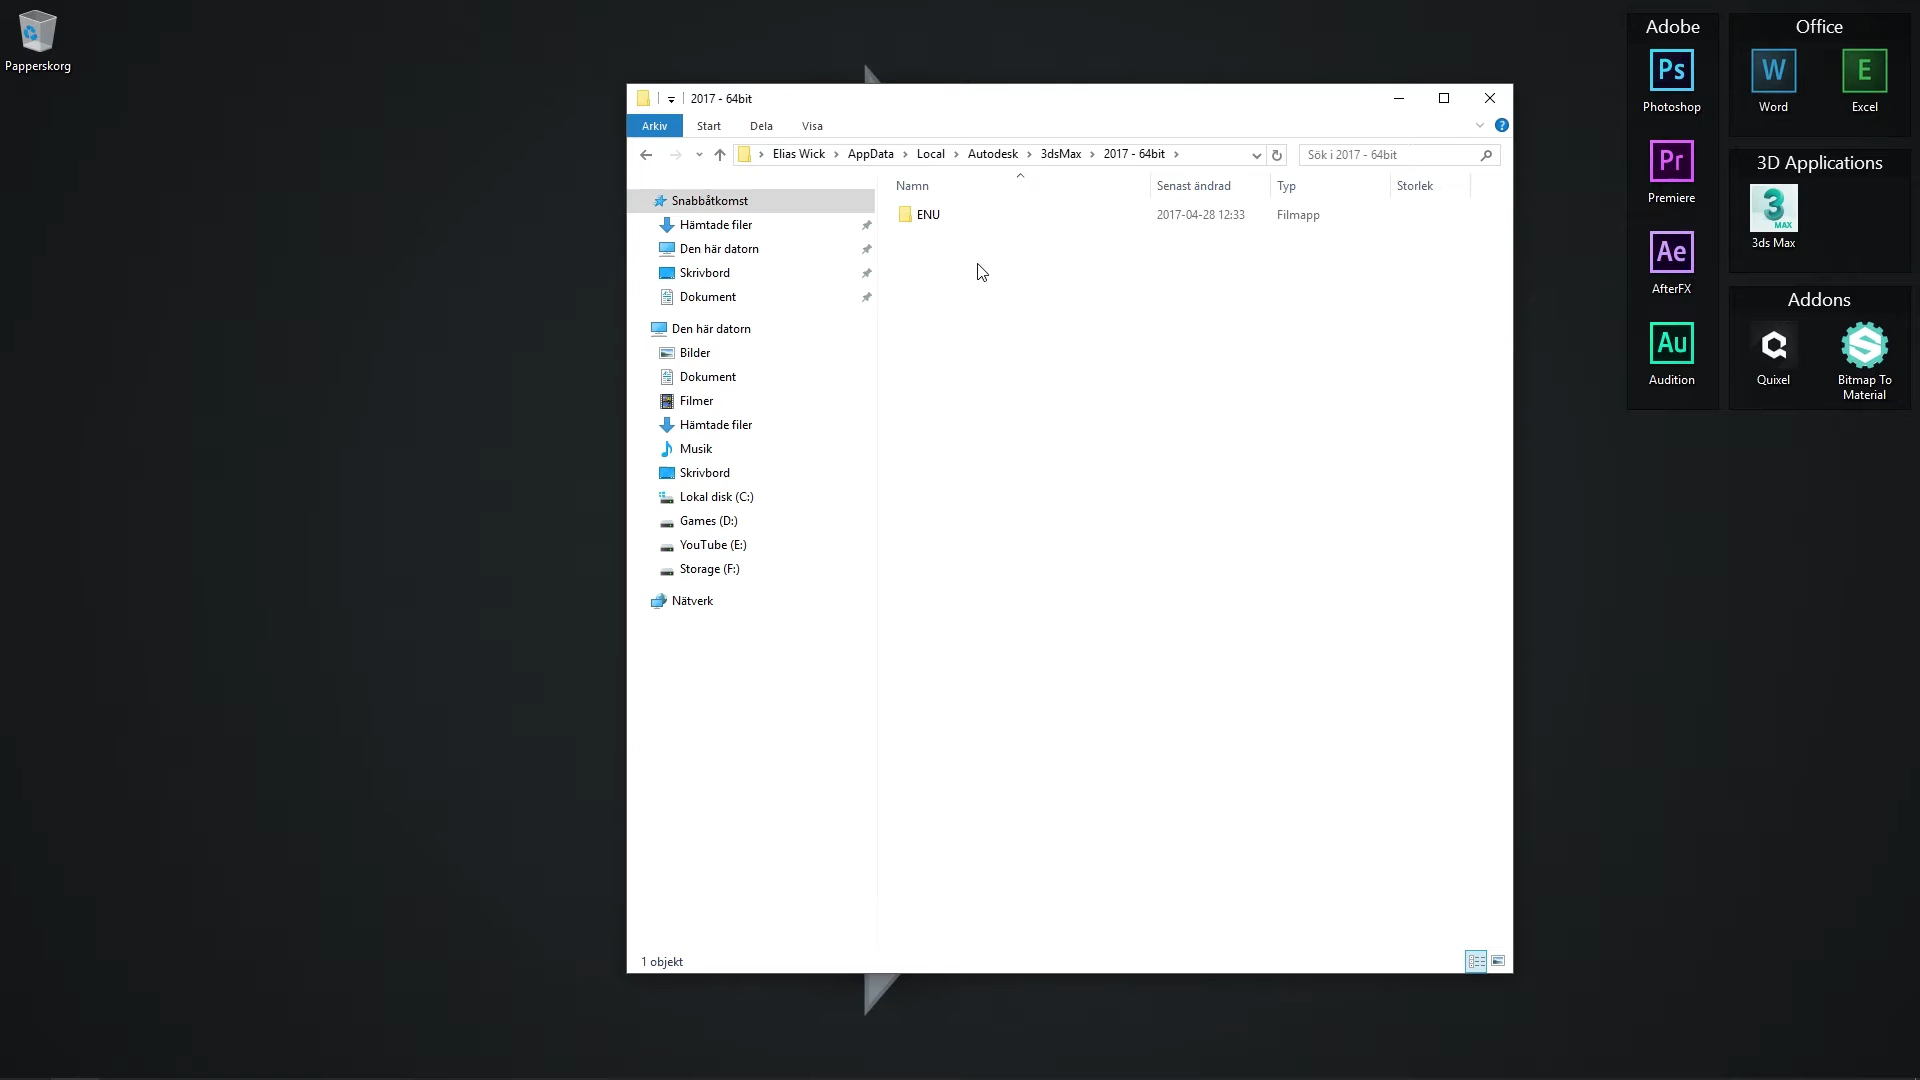 Papperskorg
2017 - 64bit
Arkiv Start Dela Visa ?
Elias Wick AppData Local Autodesk 3dsMax 2017 - 64bit
Sök i 2017 - 64bit
Namn Senast ändrad Typ Storlek
ENU 2017-04-28 12:33 Filmapp
Snabbåtkomst
Hämtade filer
Den här datorn
Skrivbord
Dokument
Den här datorn
Bilder
Dokument
Filmer
Hämtade filer
Musik
Skrivbord
Lokal disk (C:)
Games (D:)
YouTube (E:)
Storage (F:)
Nätverk
1 objekt
Adobe
Ps
Photoshop
Pr
Premiere
Ae
AfterFX
Au
Audition
Office
W E
Word Excel
3D Applications
3
MAX
3ds Max
Addons
Quixel Bitmap To
Material